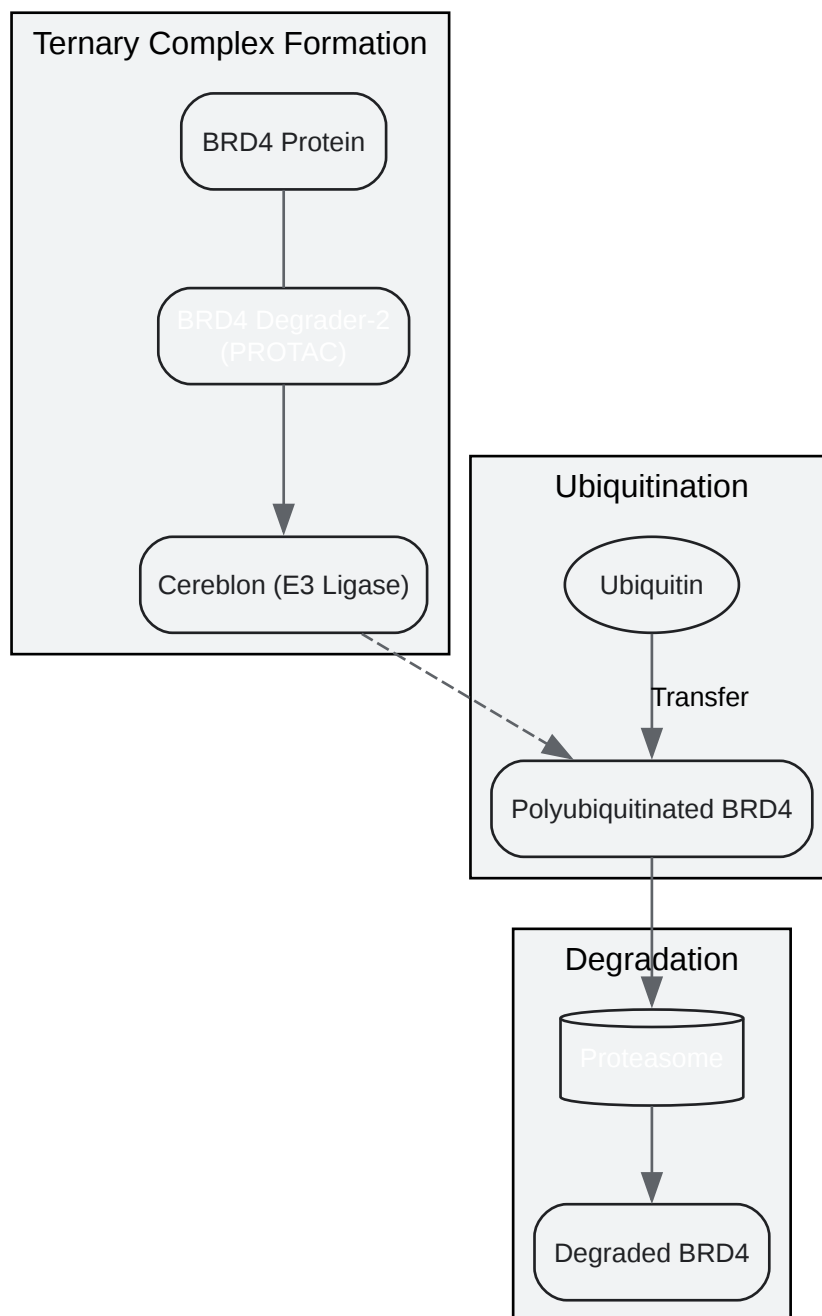 Ternary Complex Formation
BRD4 Protein
BRD4 Degrader-2
(PROTAC)
Cereblon (E3 Ligase)
Ubiquitination
Ubiquitin
Transfer
Polyubiquitinated BRD4
Degradation
Proteasome
Degraded BRD4